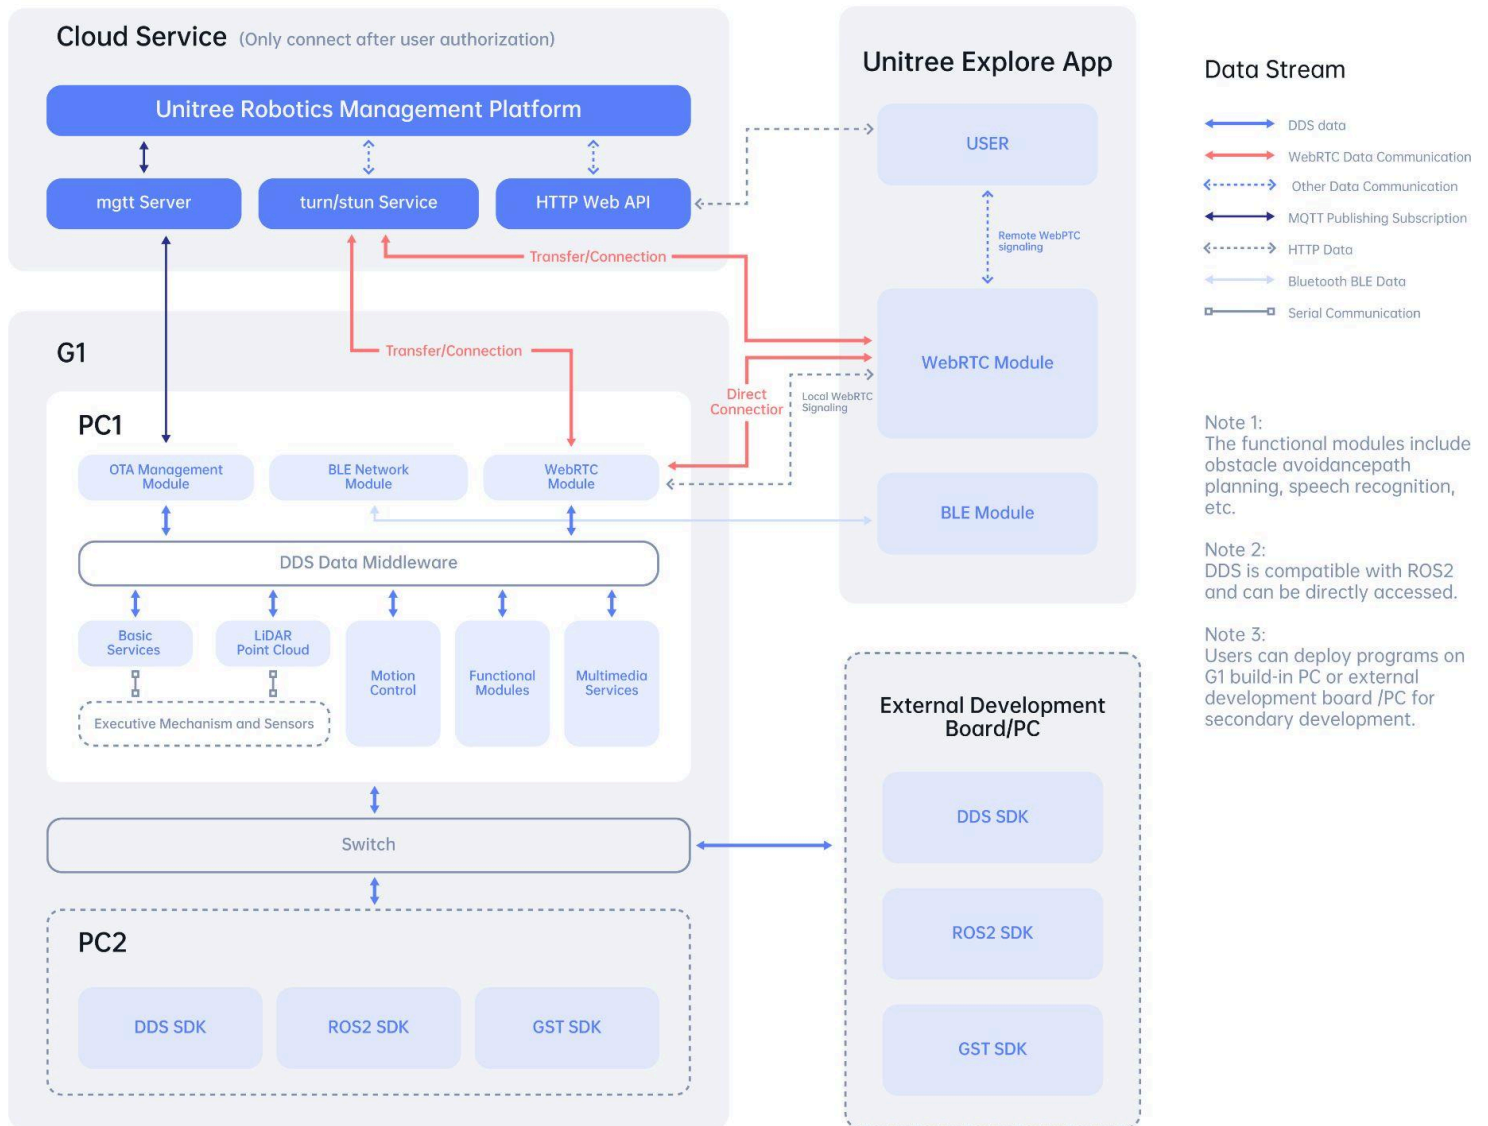 Cloud Service (Only connect after user authorization)
Unitree Robotics Management Platform
mgtt Server
turn/stun Service
HTTP Web API
Transfer/Connection
G1
Transfer/Connection
PC1
OTA Management
Module
BLE Network
Module
WebRTC
Module
DDS Data Middleware
Basic
Services
LiDAR
Point Cloud
Motion
Control
Functional
Modules
Multimedia
Services
Executive Mechanism and Sensors
Switch
PC2
DDS SDK
ROS2 SDK
GST SDK
Unitree Explore App
USER
Remote WebPTC
signaling
WebRTC Module
Direct
Connectior
Local WebRTC
Signaling
BLE Module
External Development
Board/PC
DDS SDK
ROS2 SDK
GST SDK
Data Stream
DDS data
WebRTC Data Communication
Other Data Communication
MQTT Publishing Subscription
HTTP Data
Bluetooth BLE Data
Serial Communication
Note 1:
The functional modules include
obstacle avoidancepath
planning, speech recognition,
etc.
Note 2:
DDS is compatible with ROS2
and can be directly accessed.
Note 3:
Users can deploy programs on
G1 build-in PC or external
development board /PC for
secondary development.